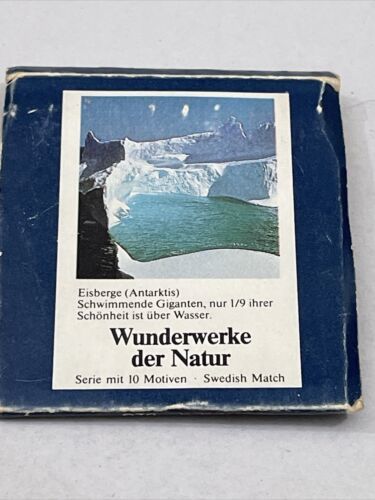 Eisberge (Antarktis)
Schwimmende Giganten, nur 1/9 ihrer
Schönheit ist über Wasser.
Wunderwerke
der Natur
Serie mit 10 Motiven · Swedish Match